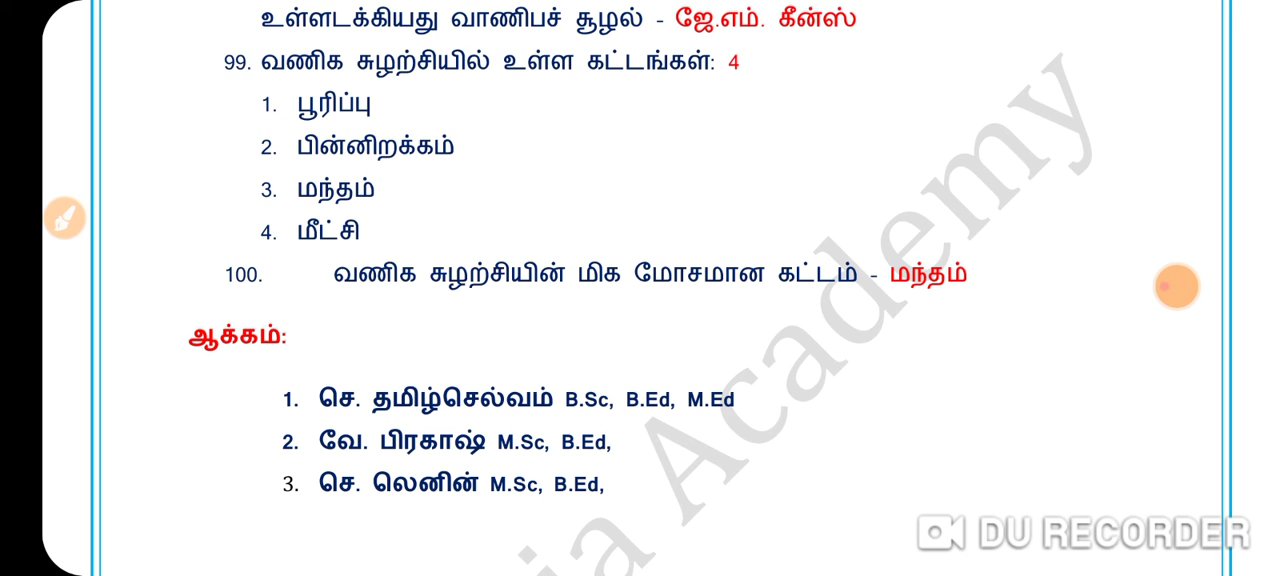 உள்ளடக்கியது வாணிபச் சூழல் - ஜே.எம். கீன்ஸ்
99. வணிக சுழற்சியில் உள்ள கட்டங்கள்: 4
1. பூரிப்பு
2. பின்னிறக்கம்
3. மந்தம்
4. மீட்சி
100. வணிக சுழற்சியின் மிக மோசமான கட்டம் - மந்தம்
ஆக்கம்:
1. செ. தமிழ்செல்வம் B.Sc, B.Ed, M.Ed
2. வே. பிரகாஷ் M.Sc, B.Ed,
3. செ. லெனின் M.Sc, B.Ed,
Academy
DU RECORDER